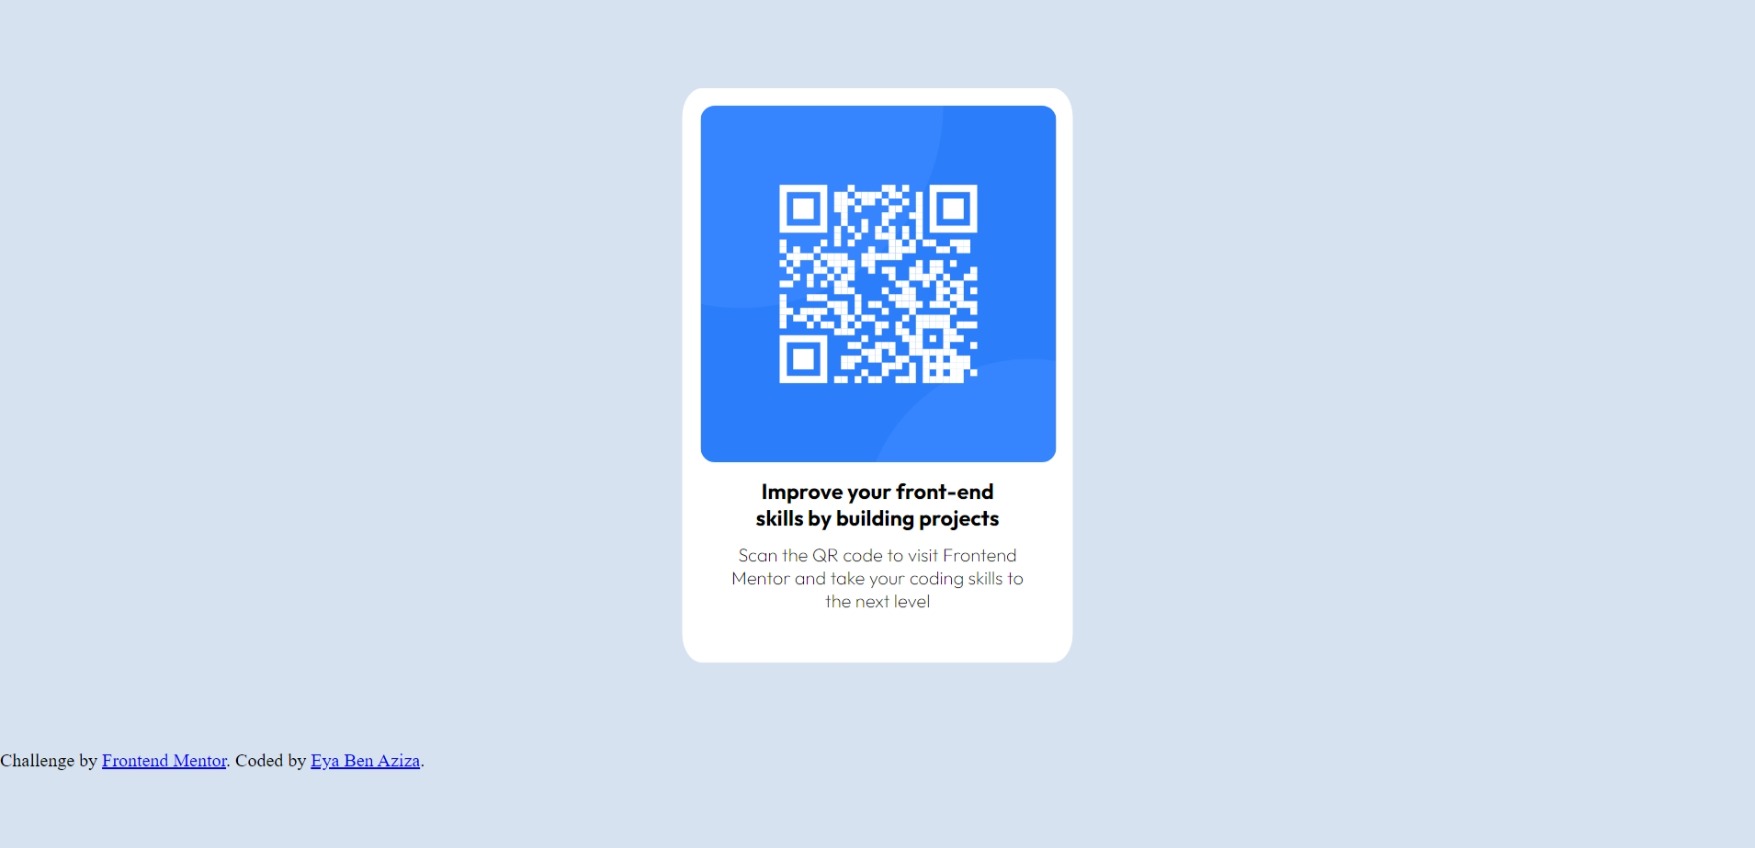 Improve your front-end
skills by building projects
Scan the QR code to visit Frontend
Mentor and take your coding skills to
the next level
Challenge by Frontend Mentor. Coded by Eya Ben Aziza.